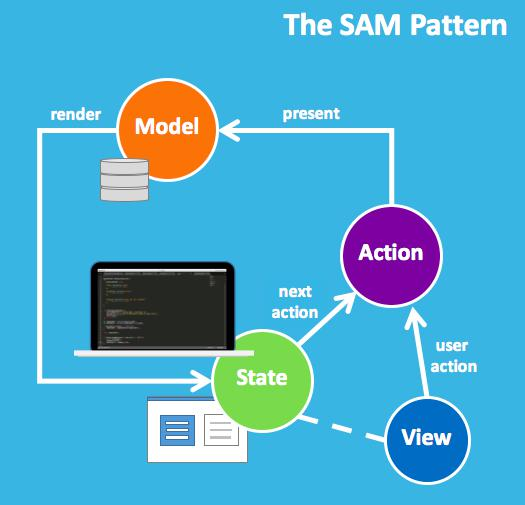 The SAM Pattern
render
Model
present
Action
next
action
user
action
State
View